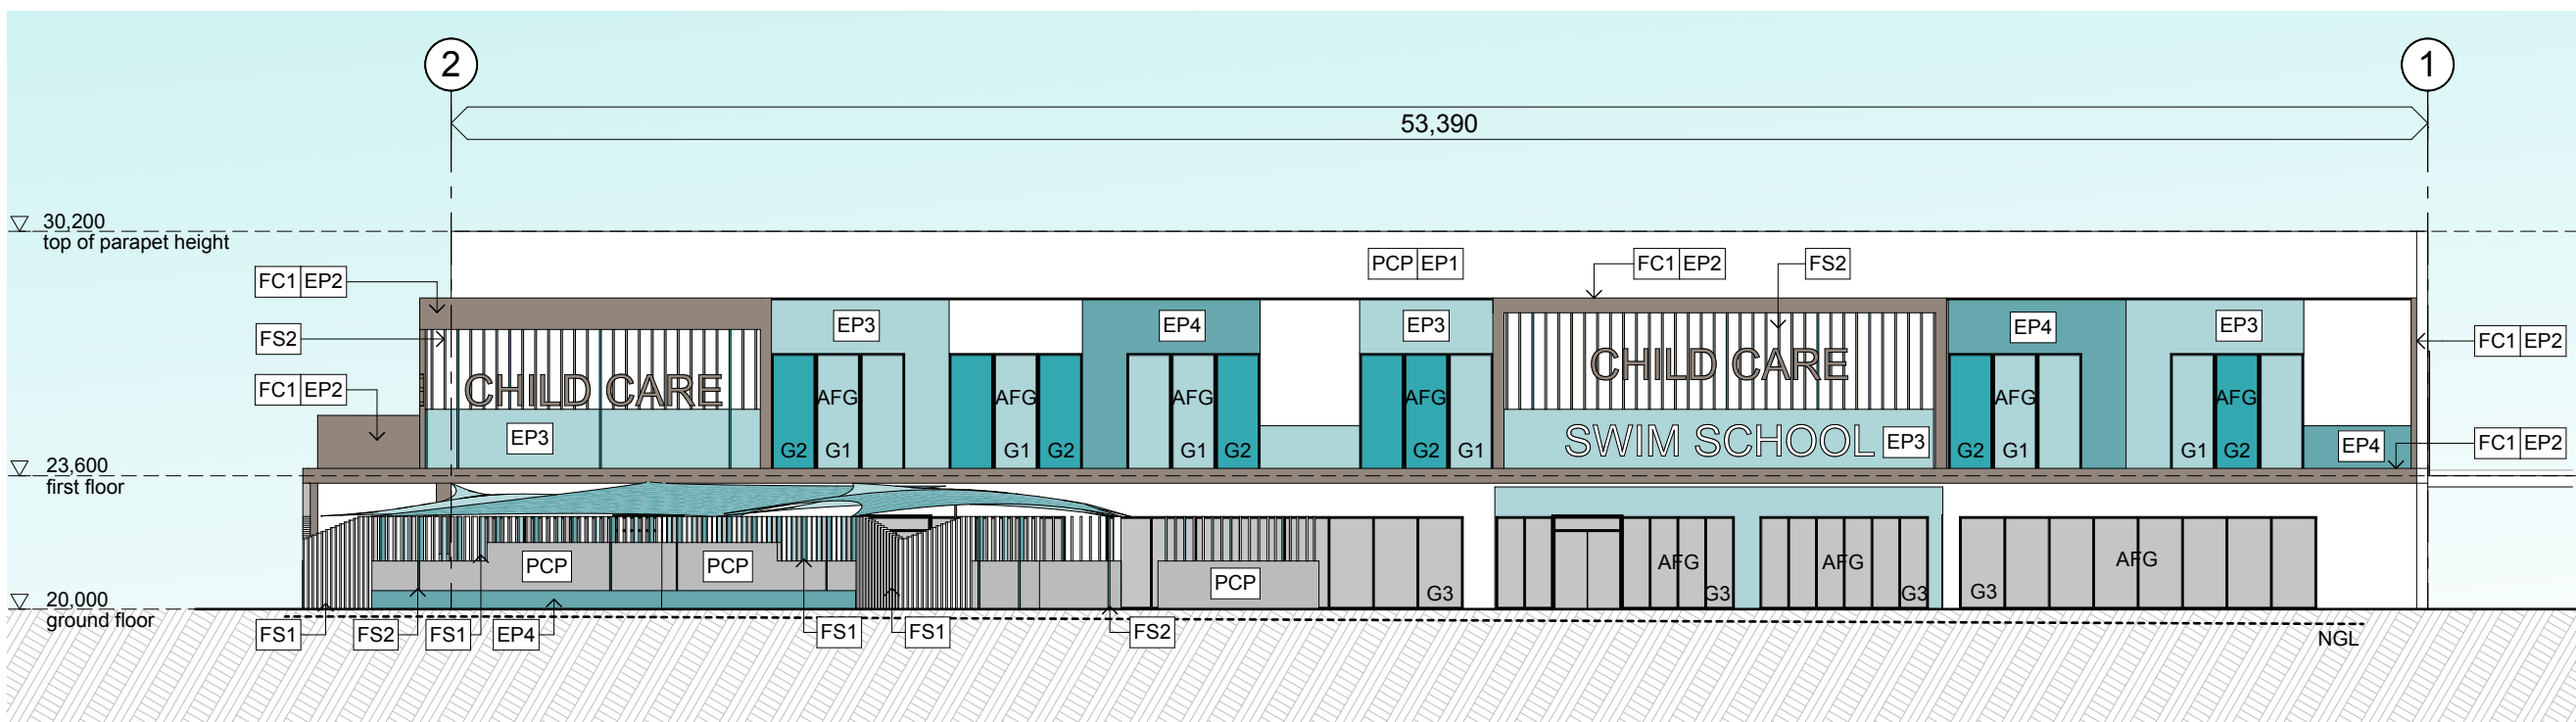 2
1
53,390
30,200
top of parapet height
PCP EP1
FC1 EP2
FS2
FC1 EP2
EP3
EP4
EP3
EP4
EP3
FS2
FC1 EP2
CHILD CARE
CHILD CARE
FC1 EP2
AFG
AFG
AFG
AFG
AFG
AFG
EP3
SWIM SCHOOL
EP3
EP4
FC1 EP2
G2
G1
G1
G2
G1
G2
G2
G1
G2
G1
G1
G2
23,600
first floor
PCP
PCP
PCP
AFG
AFG
AFG
G3
G3
G3
G3
20,000
ground floor
FS1
FS2
FS1
EP4
FS1
FS1
FS2
NGL